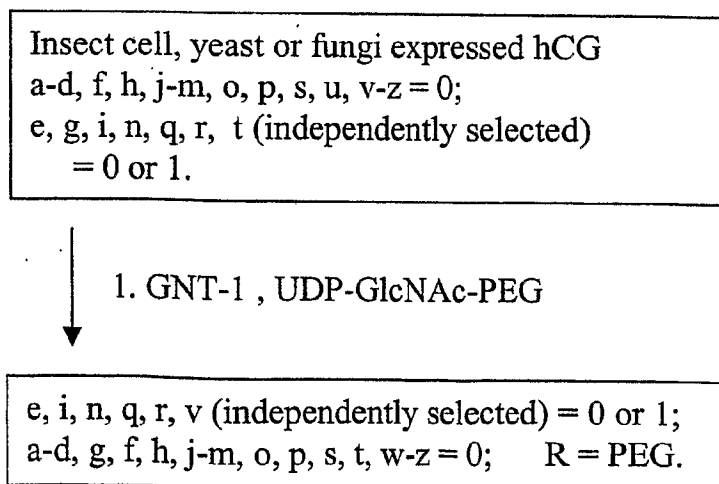 Insect cell, yeast or fungi expressed hCG
a-d, f, h, j-m, o, p, s, u, v-z = 0;
e, g, i, n, q, r, t (independently selected)
= 0 or 1.
1. GNT-1 , UDP-GlcNAc-PEG
e, i, n, q, r, v (independently selected) = 0 or 1;
a-d, g, f, h, j-m, o, p, s, t, w-z = 0; R = PEG.